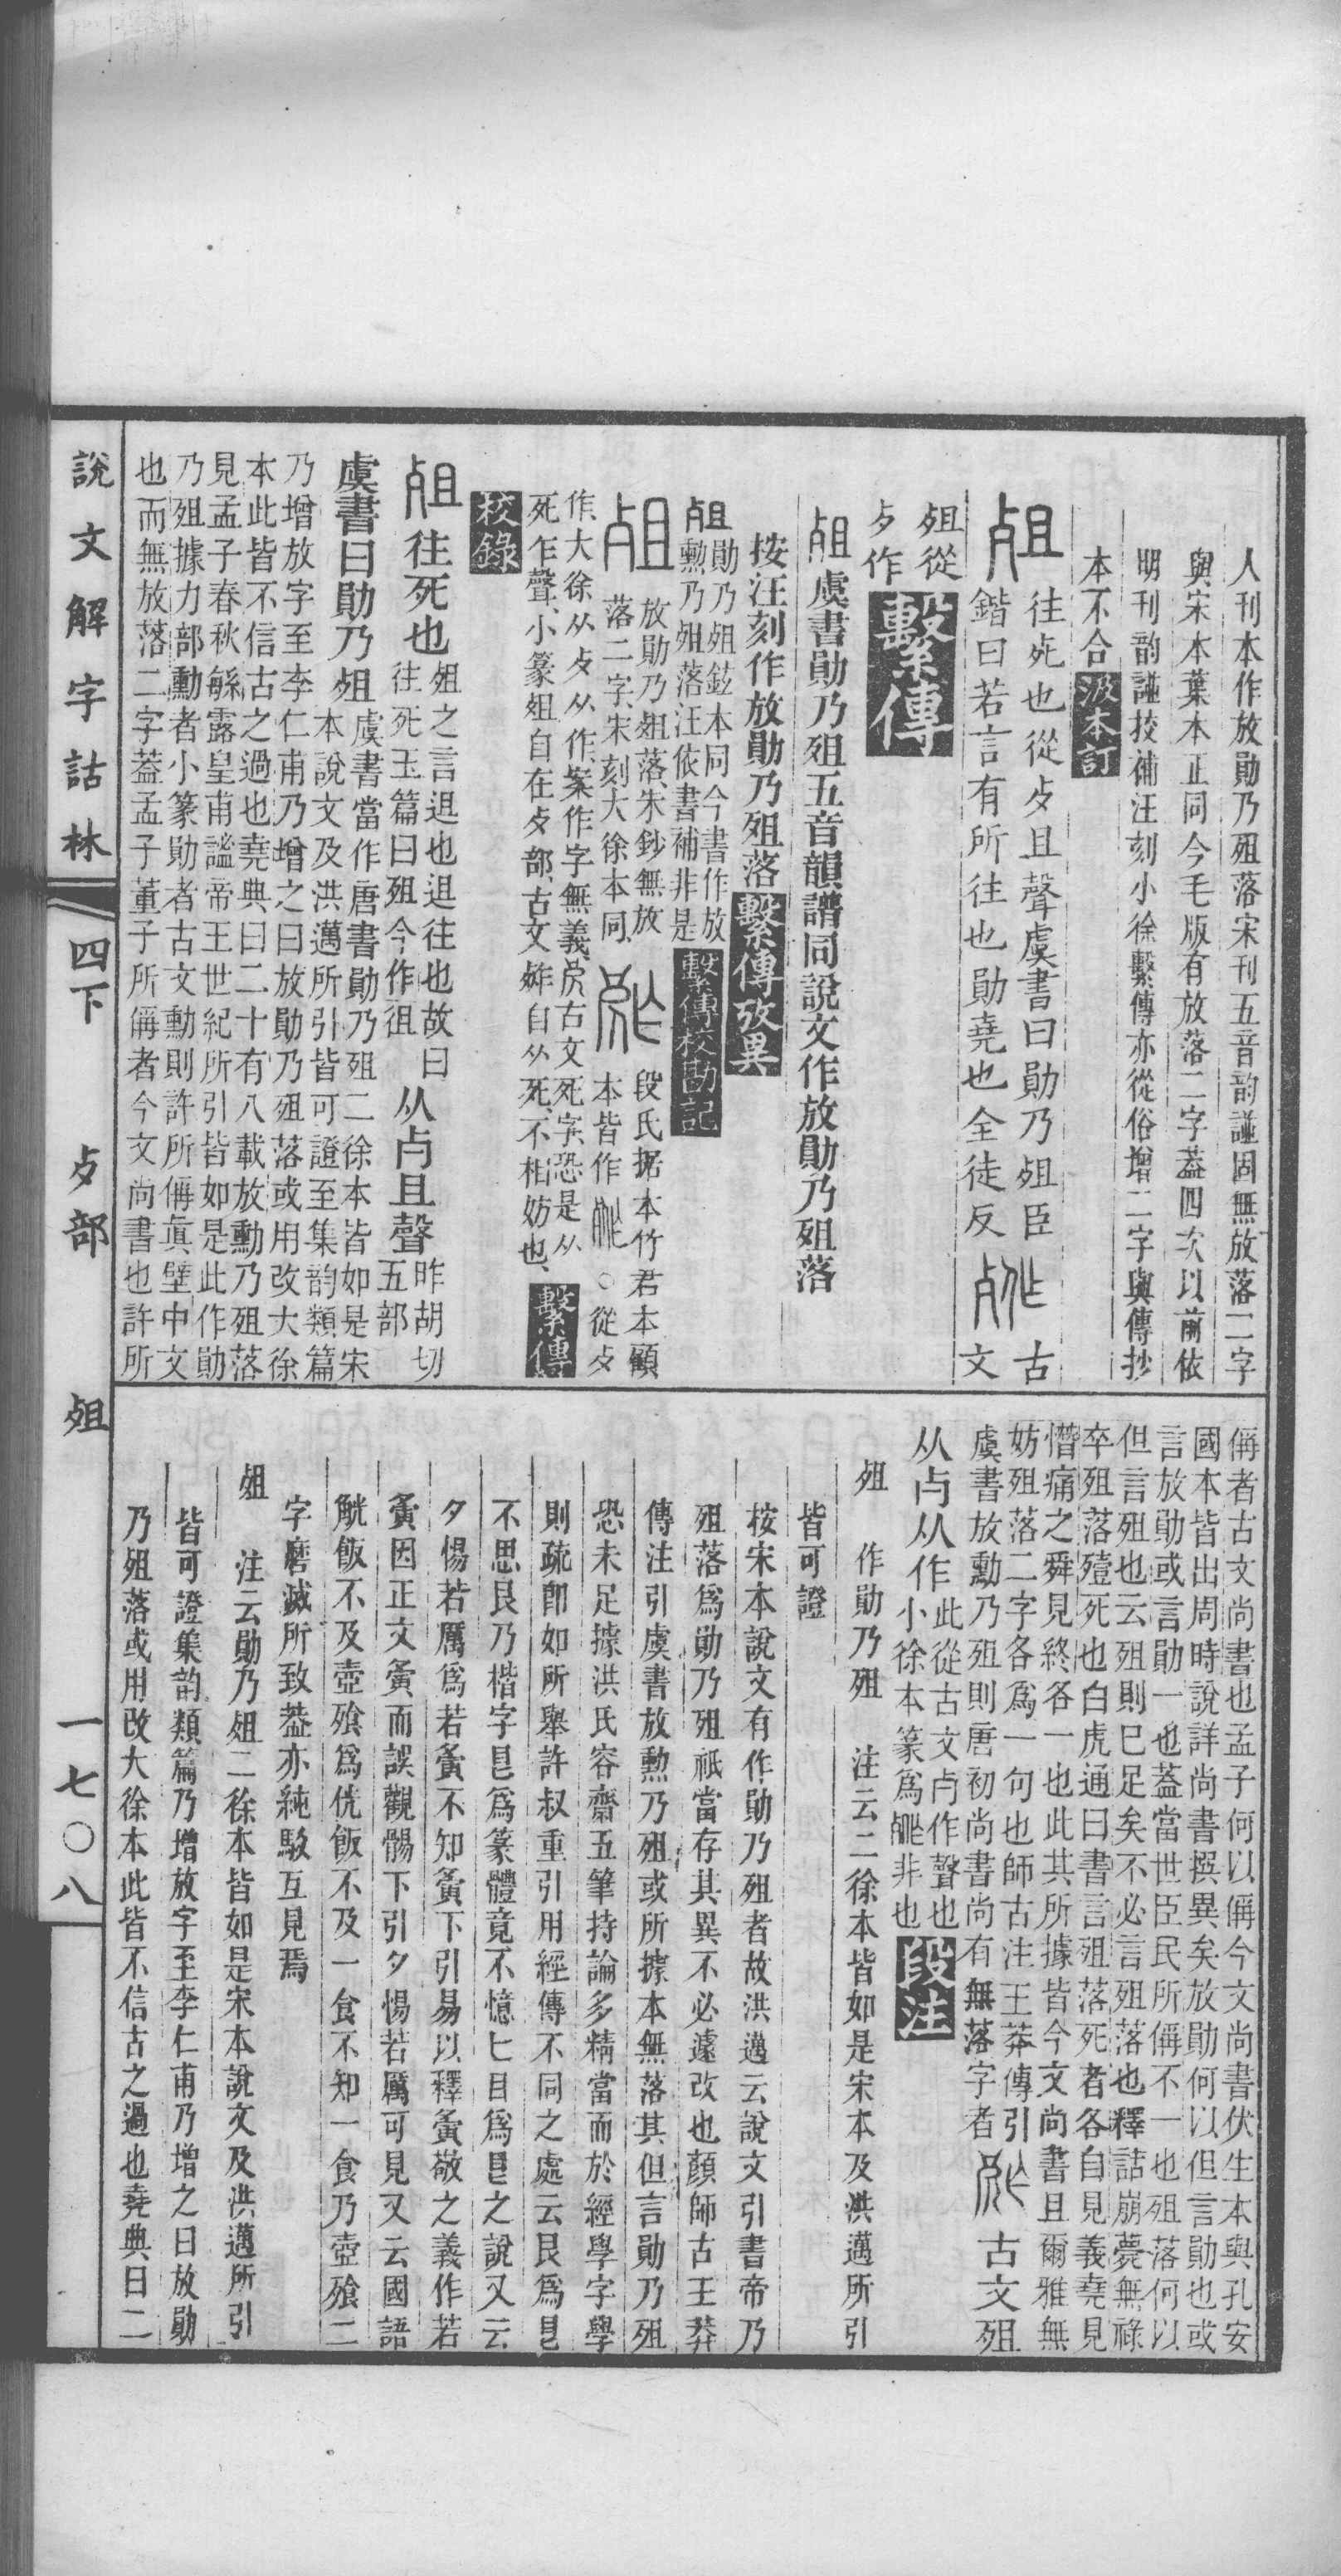 人刊本作放勛乃殂落宋刊五音韵譜固無放落二字
與宋本葉本正同今毛版有放落二字葢四次以前依
明刊韵譜挍補汪刻小徐繫傳亦從俗增二字與傳抄
本不合汲本訂
殂往死也從歺且聲虞書曰勛乃殂臣
鍇曰若言有所往也勛堯也全徒反
古文
殂從歺作
繫傳
殂虞書勛乃殂五音韻譜同說文作放勛乃殂落
按汪刻作放勛乃殂落繫傳攷異
殂勛乃殂鉉本同今書作放
勳乃殂落汪依書補非是繫傳校勘記
殂放勛乃殂落朱鈔無放
落二字宋刻大徐本同
段氏据本竹君本顧
本皆作○從歺
作大徐从歺从作案作字無義𣦸古文死字恐是从
死乍聲小篆殂自在歺部古文自从死不相妨也繫傳
校錄
殂往死也殂之言迌也迌往也故曰
往死玉篇曰殂今作徂从歺且聲昨胡切
五部
虞書曰勛乃殂虞書當作唐書勛乃殂二徐本皆如是宋
本說文及洪邁所引皆可證至集韵類篇
乃增放字至李仁甫乃增之曰放勛乃殂落或用改大徐
本此皆不信古之過也堯典曰二十有八載放勳乃殂落
見孟子春秋緐露皇甫謐帝王世紀所引皆如是此作勛
乃殂據力部勳者小篆勛者古文勳則許所偁眞壁中文
也而無放落二字葢孟子董子所偁者今文尚書也許所
說文解字詁林
四下
歺部
殂
一七〇八
偁者古文尚書也孟子何以偁今文尚書伏生本與孔安
國本皆出周時說詳尚書撰異矣放勛何以但言勛也或
言放勛或言勛一也葢當世臣民所偁不一也殂落何以
但言殂也云殂則巳足矣不必言殂落也釋詁崩薨無祿
卒殂落殪死也白虎通曰書言殂落死者各自見義堯見
憯痛之舜見終各一也此其所據皆今文尚書且爾雅無
妨殂落二字各爲一句也師古注王莽傳引
虞書放勳乃殂則唐初尚書尚有無落字者
古文殂
从歺从作此從古文歺作聲也
小徐本篆爲非也段注
殂　作勛乃殂　注云二徐本皆如是宋本及洪邁所引
皆可證
桉宋本說文有作勛乃殂者故洪邁云說文引書帝乃
殂落爲勛乃殂祇當存其異不必遽改也顏師古王莽
傳注引虞書放勲乃殂或所據本無落其但言勛乃殂
恐未足據洪氏容齋五筆持論多精當而於經學字學
則疏卽如所舉許叔重引用經傳不同之處云艮爲㫐
不思艮乃楷字㫐爲篆體竟不憶匕目爲㫐之說又云
夕惕若厲爲若夤不知夤下引易以釋夤敬之義作若
夤因正文夤而誤觀惕下引夕惕若厲可見又云國語
觥飯不及壺飱爲侊飯不及一食不知一食乃壺飱二
字磨滅所致葢亦純駁互見焉
殂　注云勛乃殂二徐本皆如是宋本說文及洪邁所引
皆可證集韵類篇乃增放字至李仁甫乃增之曰放勛
乃殂落或用改大徐本此皆不信古之過也堯典曰二